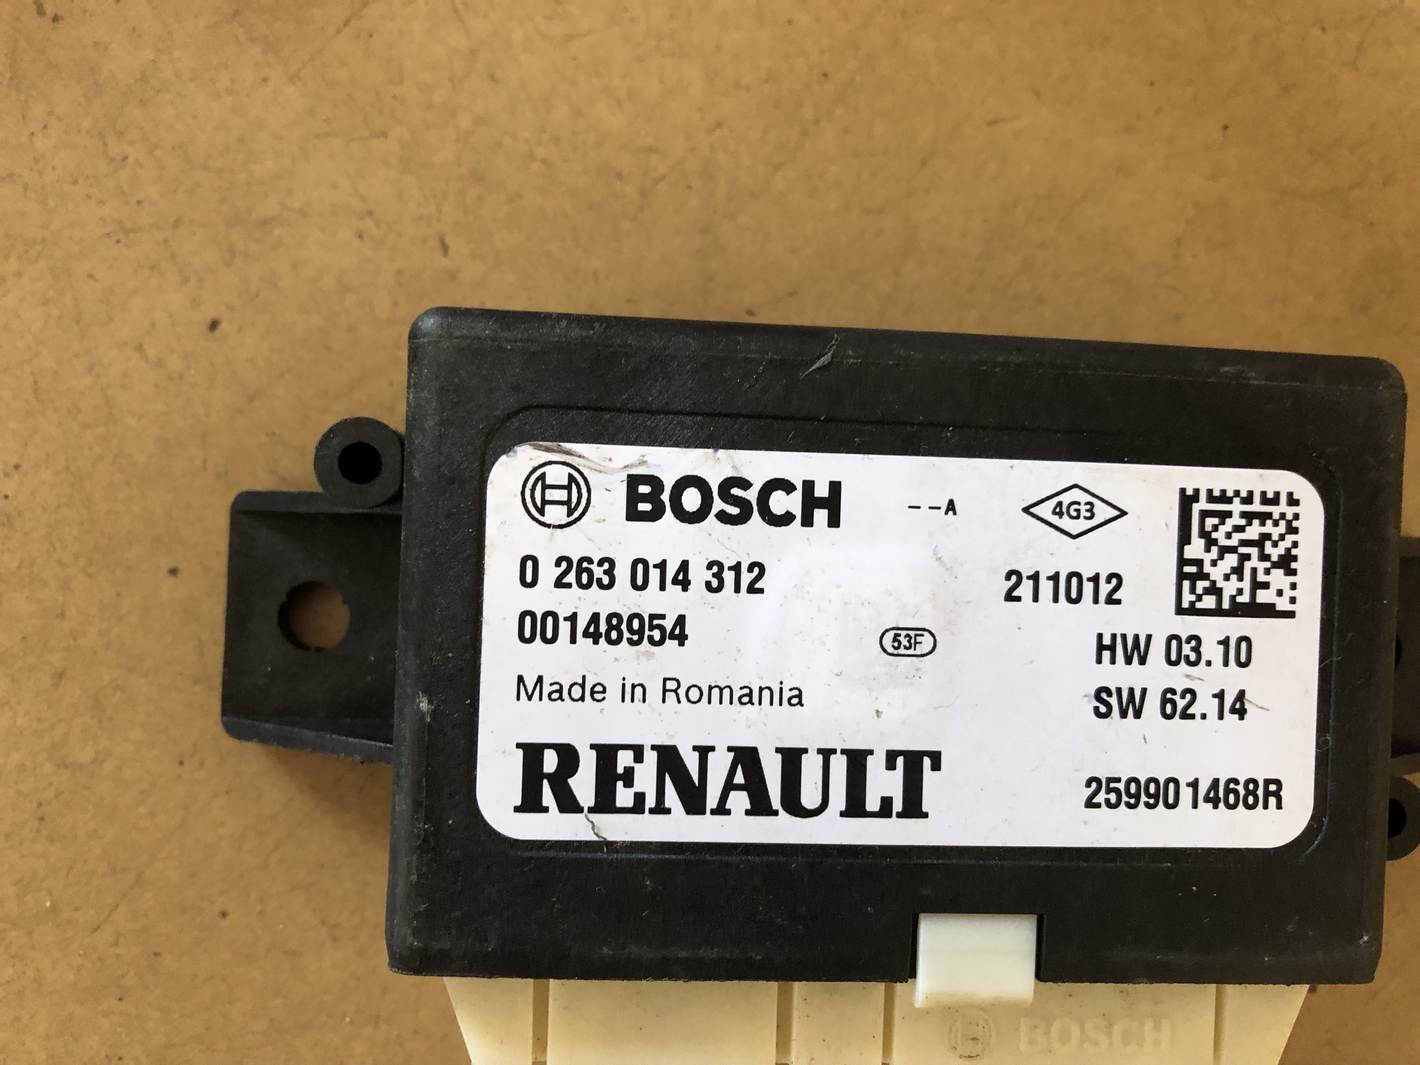 BOSCH --A 4G3
0 263 014 312 211012
00148954 53F HW 03.10
Made in Romania SW 62.14
RENAULT 259901468R
BOSCH